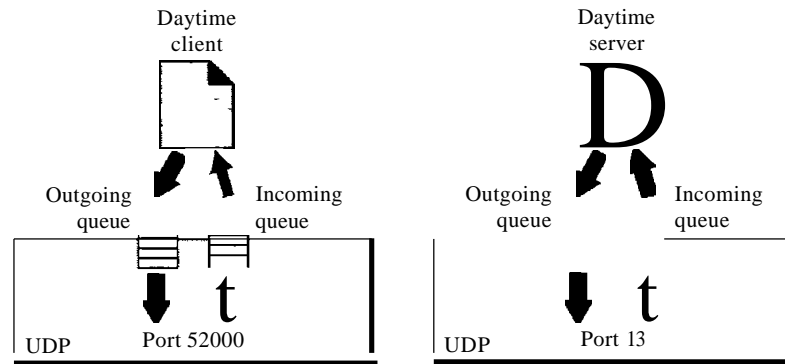 Daytime
client
Outgoing
queue
Incoming
queue
t
UDP
Port 52000
Daytime
server
D
Outgoing
queue
Incoming
queue
t
UDP
Port 13